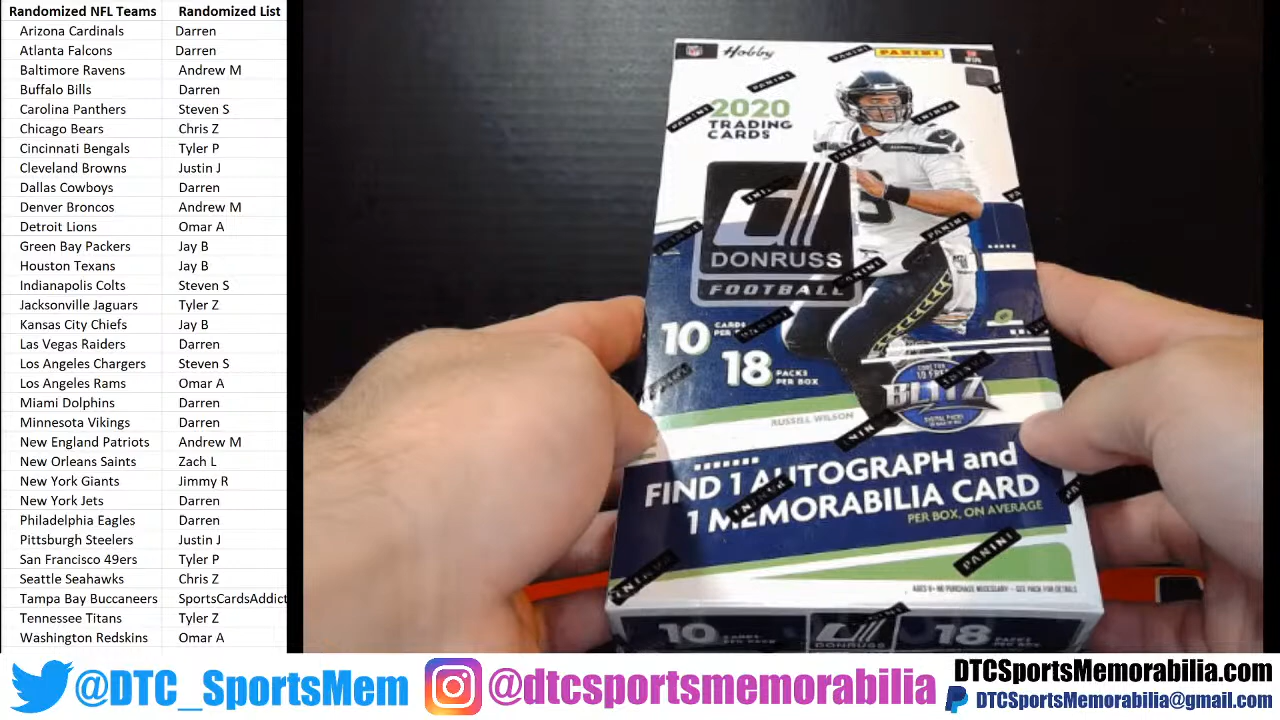 Randomized NFL Teams Randomized List
Arizona Cardinals Darren
Atlanta Falcons Darren
Baltimore Ravens Andrew M
Buffalo Bills Darren
Carolina Panthers Steven S
Chicago Bears Chris Z
Cincinnati Bengals Tyler P
Cleveland Browns Justin J
Dallas Cowboys Darren
Denver Broncos Andrew M
Detroit Lions Omar A
Green Bay Packers Jay B
Houston Texans Jay B
Indianapolis Colts Steven S
Jacksonville Jaguars Tyler Z
Kansas City Chiefs Jay B
Las Vegas Raiders Darren
Los Angeles Chargers Steven S
Los Angeles Rams Omar A
Miami Dolphins Darren
Minnesota Vikings Darren
New England Patriots Andrew M
New Orleans Saints Zach L
New York Giants Jimmy R
New York Jets Darren
Philadelphia Eagles Darren
Pittsburgh Steelers Justin J
San Francisco 49ers Tyler P
Seattle Seahawks Chris Z
Tampa Bay Buccaneers SportsCardsAddict
Tennessee Titans Tyler Z
Washington Redskins Omar A
Hobby
PANINI
2020
TRADING
CARDS
DONRUSS
FOOTBALL
10 CARDS
18 PACKS
PER BOX
BLITZ
RUSSELL WILSON
FIND 1 AUTOGRAPH and
1 MEMORABILIA CARD
PER BOX, ON AVERAGE
PANINI
10 DONRUSS 18
@DTC_SportsMem
@dtcsportsmemorabilia
DTCSportsMemorabilia.com
DTCSportsMemorabilia@gmail.com